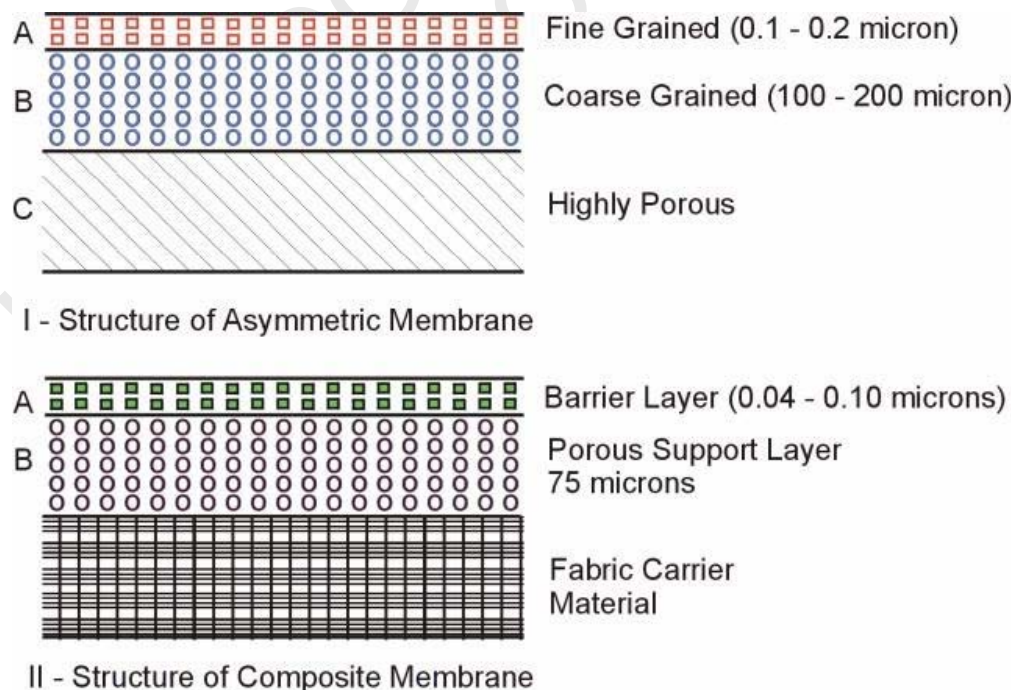 A
Fine Grained (0.1 - 0.2 micron)
B
Coarse Grained (100 - 200 micron)
C
Highly Porous
I - Structure of Asymmetric Membrane
A
Barrier Layer (0.04 - 0.10 microns)
B
Porous Support Layer
75 microns
Fabric Carrier
Material
II - Structure of Composite Membrane